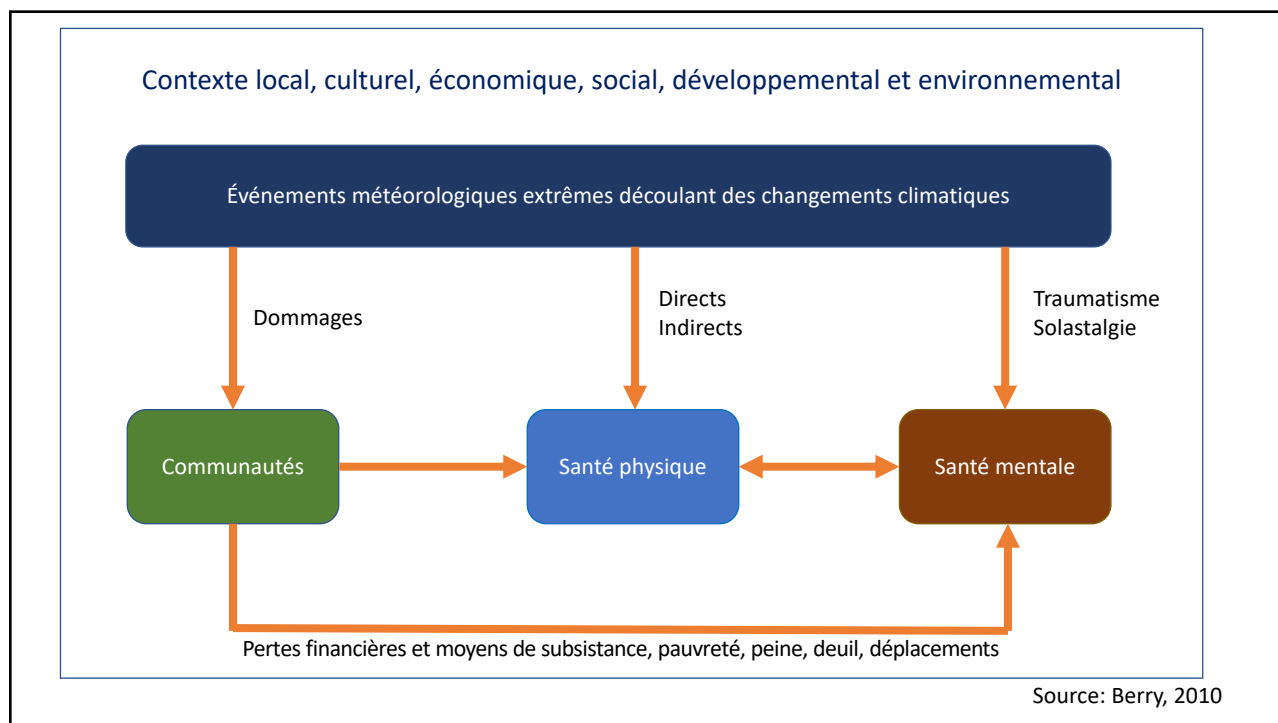 Contexte local, culturel, économique, social, développemental et environnemental
Événements météorologiques extrêmes découlant des changements climatiques
Dommages
Directs
Indirects
Traumatisme
Solastalgie
Communautés
Santé physique
Santé mentale
Pertes financières et moyens de subsistance, pauvreté, peine, deuil, déplacements
Source: Berry, 2010